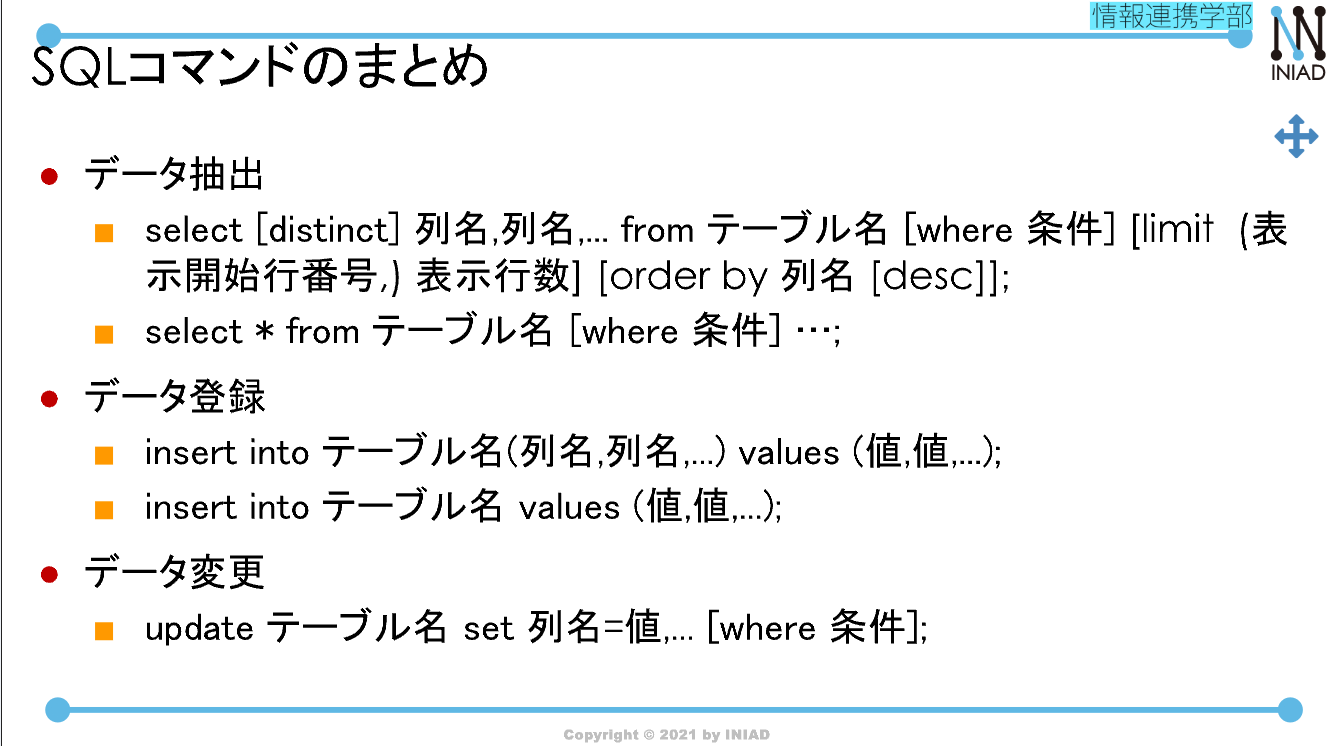 情報連携学部
INIAD
SQLコマンドのまとめ
● データ抽出
■ select [distinct] 列名,列名,... from テーブル名 [where 条件] [limit (表
示開始行番号,) 表示行数] [order by 列名 [desc]];
■ select * from テーブル名 [where 条件] …;
● データ登録
■ insert into テーブル名(列名,列名,...) values (値,値,...);
■ insert into テーブル名 values (値,値,...);
● データ変更
■ update テーブル名 set 列名=値,... [where 条件];
Copyright © 2021 by INIAD